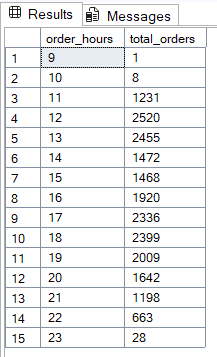 Results Messages
order_hours total_orders
1 9 1
2 10 8
3 11 1231
4 12 2520
5 13 2455
6 14 1472
7 15 1468
8 16 1920
9 17 2336
10 18 2399
11 19 2009
12 20 1642
13 21 1198
14 22 663
15 23 28